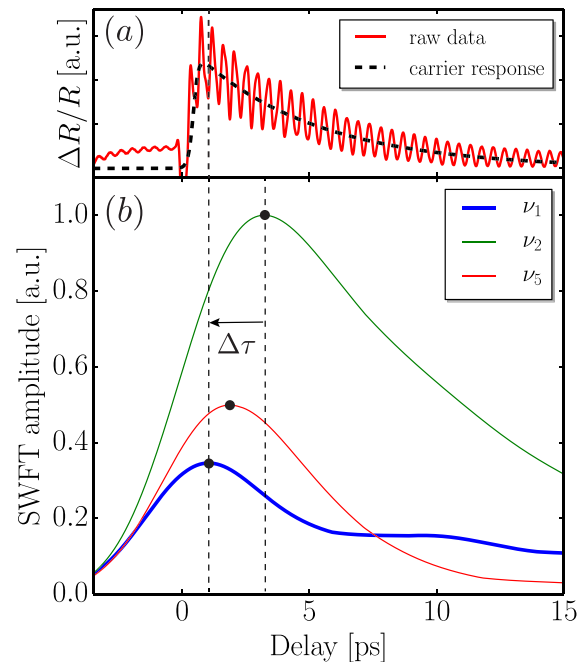 (a)
ΔR/R [a.u.]
raw data
carrier response
(b)
SWFT amplitude [a.u.]
1.0
0.8
0.6
0.4
0.2
0.0
ν₁
ν₂
ν₅
Δτ
0 5 10 15
Delay [ps]